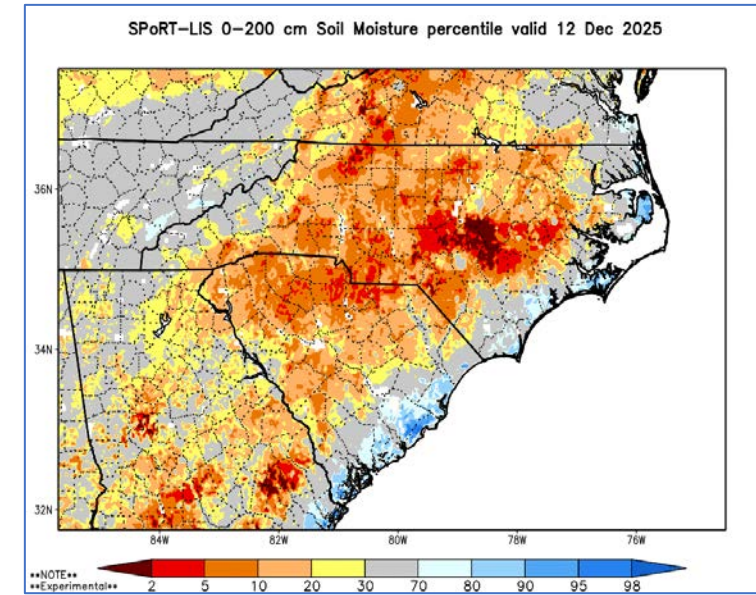 SPoRT-LIS 0-200 cm Soil Moisture percentile valid 12 Dec 2025
36N
34N
32N
84W 82W 80W 78W 76W
**NOTE**
**Experimental**
2 5 10 20 30 70 80 90 95 98